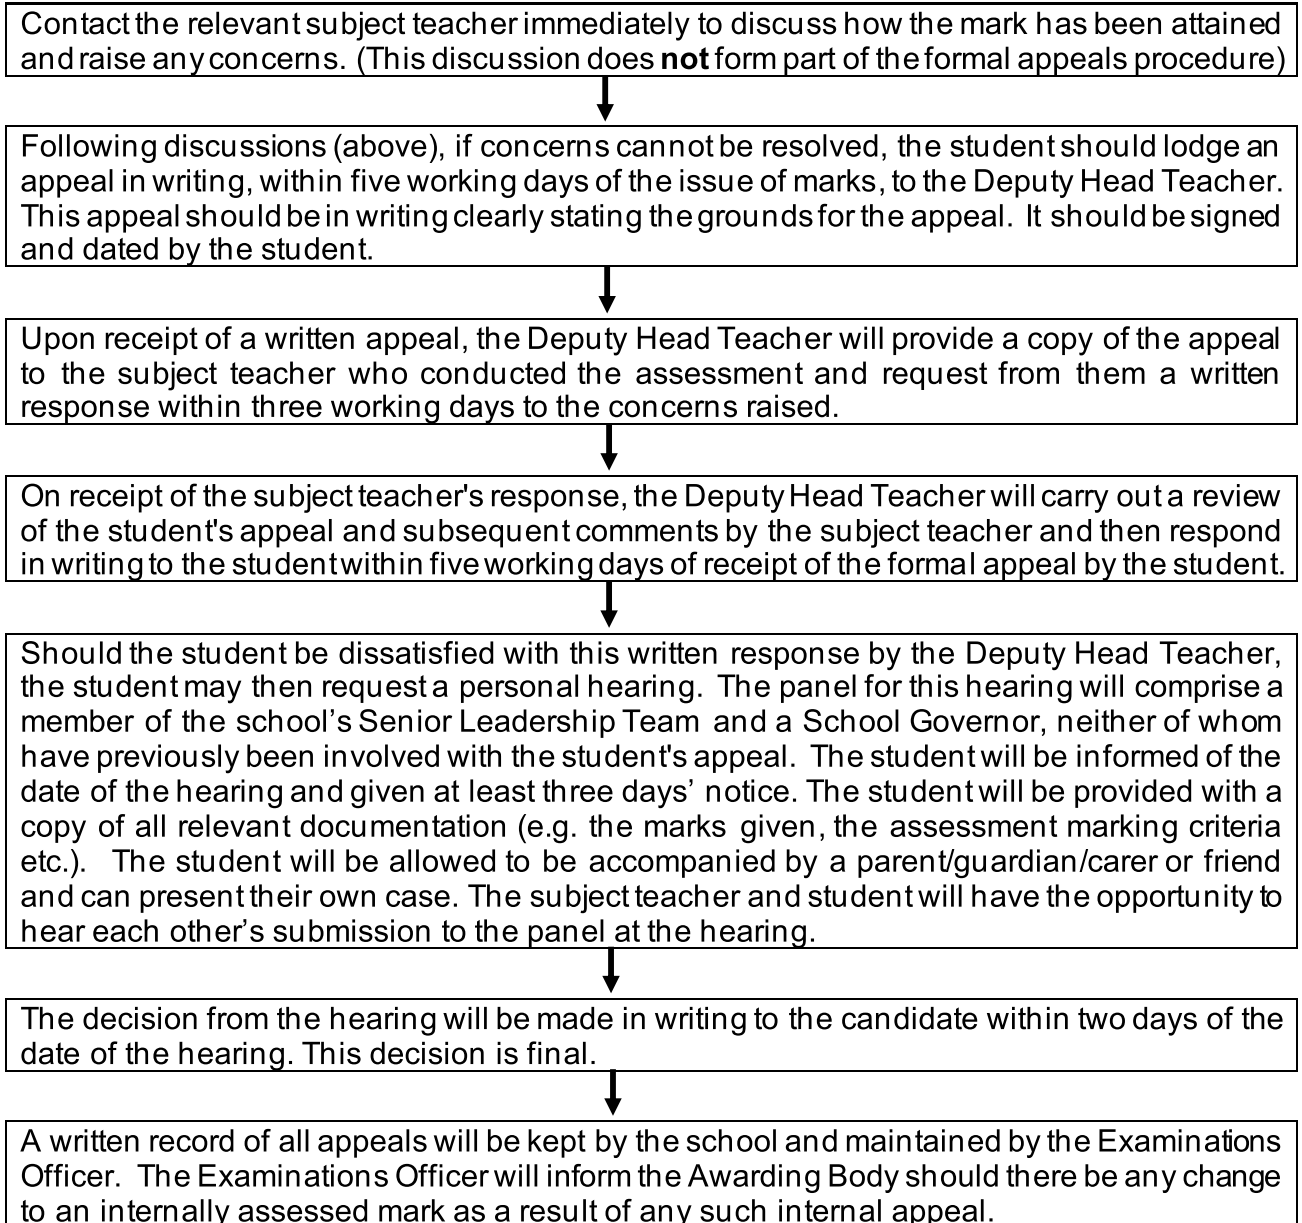 Contact the relevant subject teacher immediately to discuss how the mark has been attained
and raise any concerns. (This discussion does not form part of the formal appeals procedure)
Following discussions (above), if concerns cannot be resolved, the student should lodge an
appeal in writing, within five working days of the issue of marks, to the Deputy Head Teacher.
This appeal should be in writing clearly stating the grounds for the appeal. It should be signed
and dated by the student.
Upon receipt of a written appeal, the Deputy Head Teacher will provide a copy of the appeal
to the subject teacher who conducted the assessment and request from them a written
response within three working days to the concerns raised.
On receipt of the subject teacher's response, the Deputy Head Teacher will carry out a review
of the student's appeal and subsequent comments by the subject teacher and then respond
in writing to the student within five working days of receipt of the formal appeal by the student.
Should the student be dissatisfied with this written response by the Deputy Head Teacher,
the student may then request a personal hearing. The panel for this hearing will comprise a
member of the school’s Senior Leadership Team and a School Governor, neither of whom
have previously been involved with the student's appeal. The student will be informed of the
date of the hearing and given at least three days’ notice. The student will be provided with a
copy of all relevant documentation (e.g. the marks given, the assessment marking criteria
etc.). The student will be allowed to be accompanied by a parent/guardian/carer or friend
and can present their own case. The subject teacher and student will have the opportunity to
hear each other’s submission to the panel at the hearing.
The decision from the hearing will be made in writing to the candidate within two days of the
date of the hearing. This decision is final.
A written record of all appeals will be kept by the school and maintained by the Examinations
Officer. The Examinations Officer will inform the Awarding Body should there be any change
to an internally assessed mark as a result of any such internal appeal.